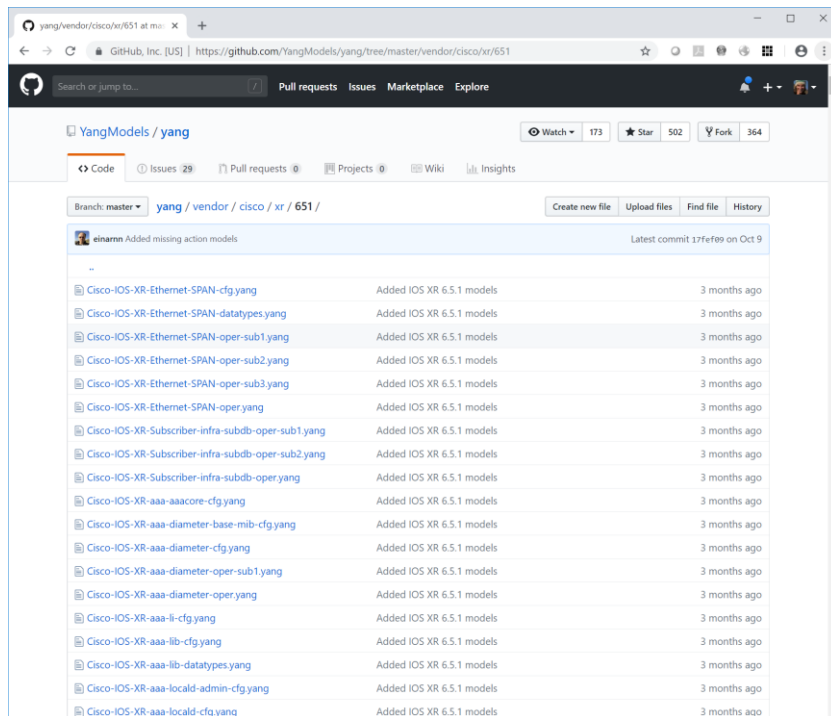 yang/vendor/cisco/xr/651 at mas
GitHub, Inc. [US] | https://github.com/YangModels/yang/tree/master/vendor/cisco/xr/651
Search or jump to... / Pull requests Issues Marketplace Explore
YangModels / yang Watch 173 Star 502 Fork 364
Code Issues 29 Pull requests 0 Projects 0 Wiki Insights
Branch: master yang / vendor / cisco / xr / 651 / Create new file Upload files Find file History
einarnn Added missing action models Latest commit 17fef09 on Oct 9
..
Cisco-IOS-XR-Ethernet-SPAN-cfg.yang Added IOS XR 6.5.1 models 3 months ago
Cisco-IOS-XR-Ethernet-SPAN-datatypes.yang Added IOS XR 6.5.1 models 3 months ago
Cisco-IOS-XR-Ethernet-SPAN-oper-sub1.yang Added IOS XR 6.5.1 models 3 months ago
Cisco-IOS-XR-Ethernet-SPAN-oper-sub2.yang Added IOS XR 6.5.1 models 3 months ago
Cisco-IOS-XR-Ethernet-SPAN-oper-sub3.yang Added IOS XR 6.5.1 models 3 months ago
Cisco-IOS-XR-Ethernet-SPAN-oper.yang Added IOS XR 6.5.1 models 3 months ago
Cisco-IOS-XR-Subscriber-infra-subdb-oper-sub1.yang Added IOS XR 6.5.1 models 3 months ago
Cisco-IOS-XR-Subscriber-infra-subdb-oper-sub2.yang Added IOS XR 6.5.1 models 3 months ago
Cisco-IOS-XR-Subscriber-infra-subdb-oper.yang Added IOS XR 6.5.1 models 3 months ago
Cisco-IOS-XR-aaa-aaacore-cfg.yang Added IOS XR 6.5.1 models 3 months ago
Cisco-IOS-XR-aaa-diameter-base-mib-cfg.yang Added IOS XR 6.5.1 models 3 months ago
Cisco-IOS-XR-aaa-diameter-cfg.yang Added IOS XR 6.5.1 models 3 months ago
Cisco-IOS-XR-aaa-diameter-oper-sub1.yang Added IOS XR 6.5.1 models 3 months ago
Cisco-IOS-XR-aaa-diameter-oper.yang Added IOS XR 6.5.1 models 3 months ago
Cisco-IOS-XR-aaa-li-cfg.yang Added IOS XR 6.5.1 models 3 months ago
Cisco-IOS-XR-aaa-lib-cfg.yang Added IOS XR 6.5.1 models 3 months ago
Cisco-IOS-XR-aaa-lib-datatypes.yang Added IOS XR 6.5.1 models 3 months ago
Cisco-IOS-XR-aaa-locald-admin-cfg.yang Added IOS XR 6.5.1 models 3 months ago
Cisco-IOS-XR-aaa-locald-cfg.yang Added IOS XR 6.5.1 models 3 months ago